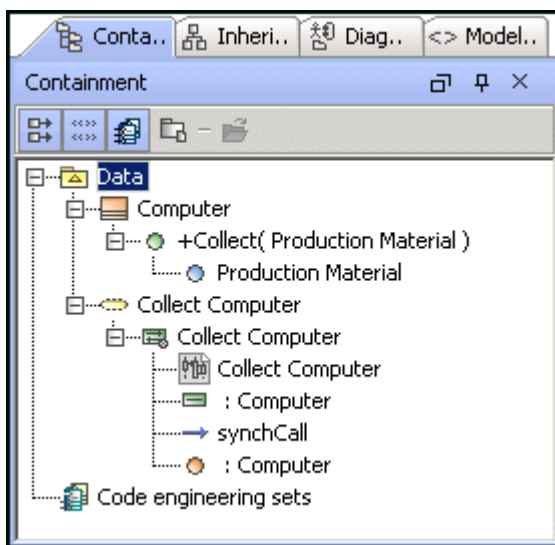 Conta.. Inheri.. Diag.. <> Model..
Containment
Data
Computer
+Collect( Production Material )
Production Material
Collect Computer
Collect Computer
Collect Computer
: Computer
synchCall
: Computer
Code engineering sets